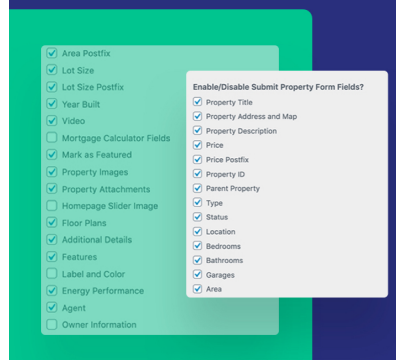 Area Postfix
Lot Size
Lot Size Postfix
Year Built
Video
Mortgage Calculator Fields
Mark as Featured
Property Images
Property Attachments
Homepage Slider Image
Floor Plans
Additional Details
Features
Label and Color
Energy Performance
Agent
Owner Information
Enable/Disable Submit Property Form Fields?
Property Title
Property Address and Map
Property Description
Price
Price Postfix
Property ID
Parent Property
Type
Status
Location
Bedrooms
Bathrooms
Garages
Area